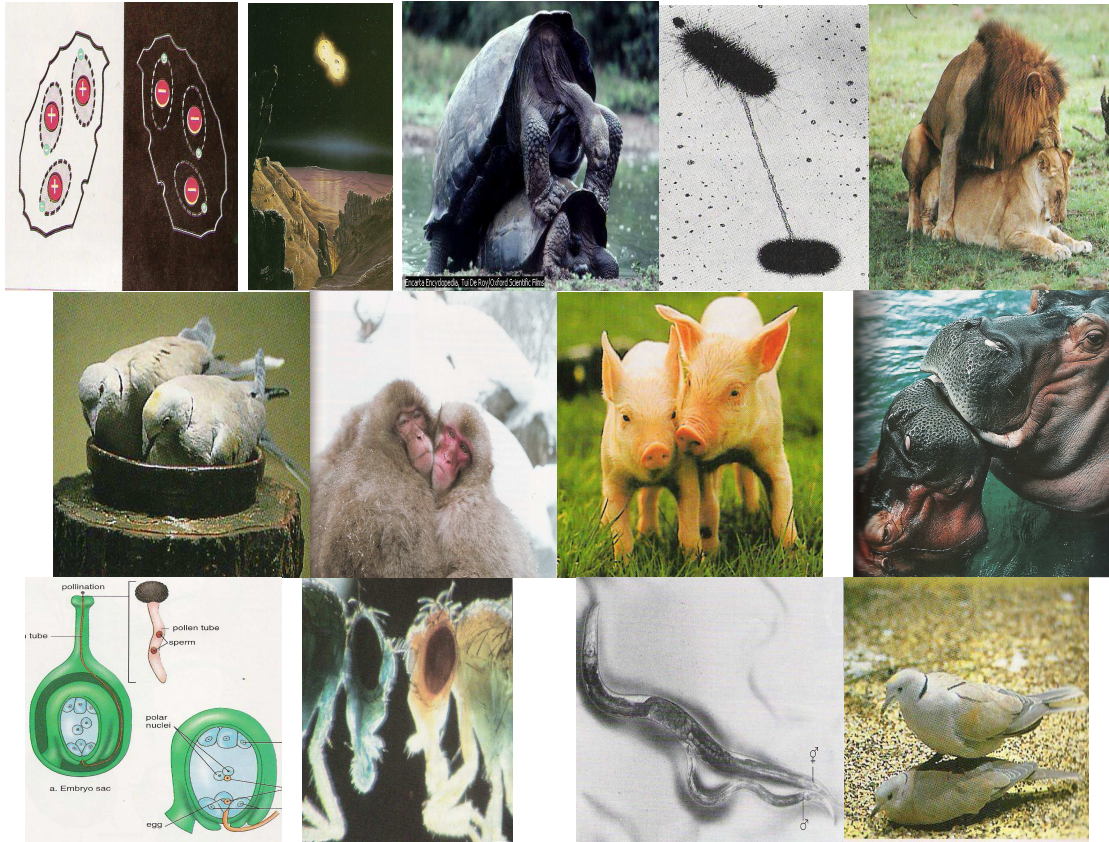 Encarta Encyclopedia, Tui De Roy/Oxford Scientific Films
pollination
tube
pollen tube
sperm
polar
nuclei
a. Embryo sac
egg